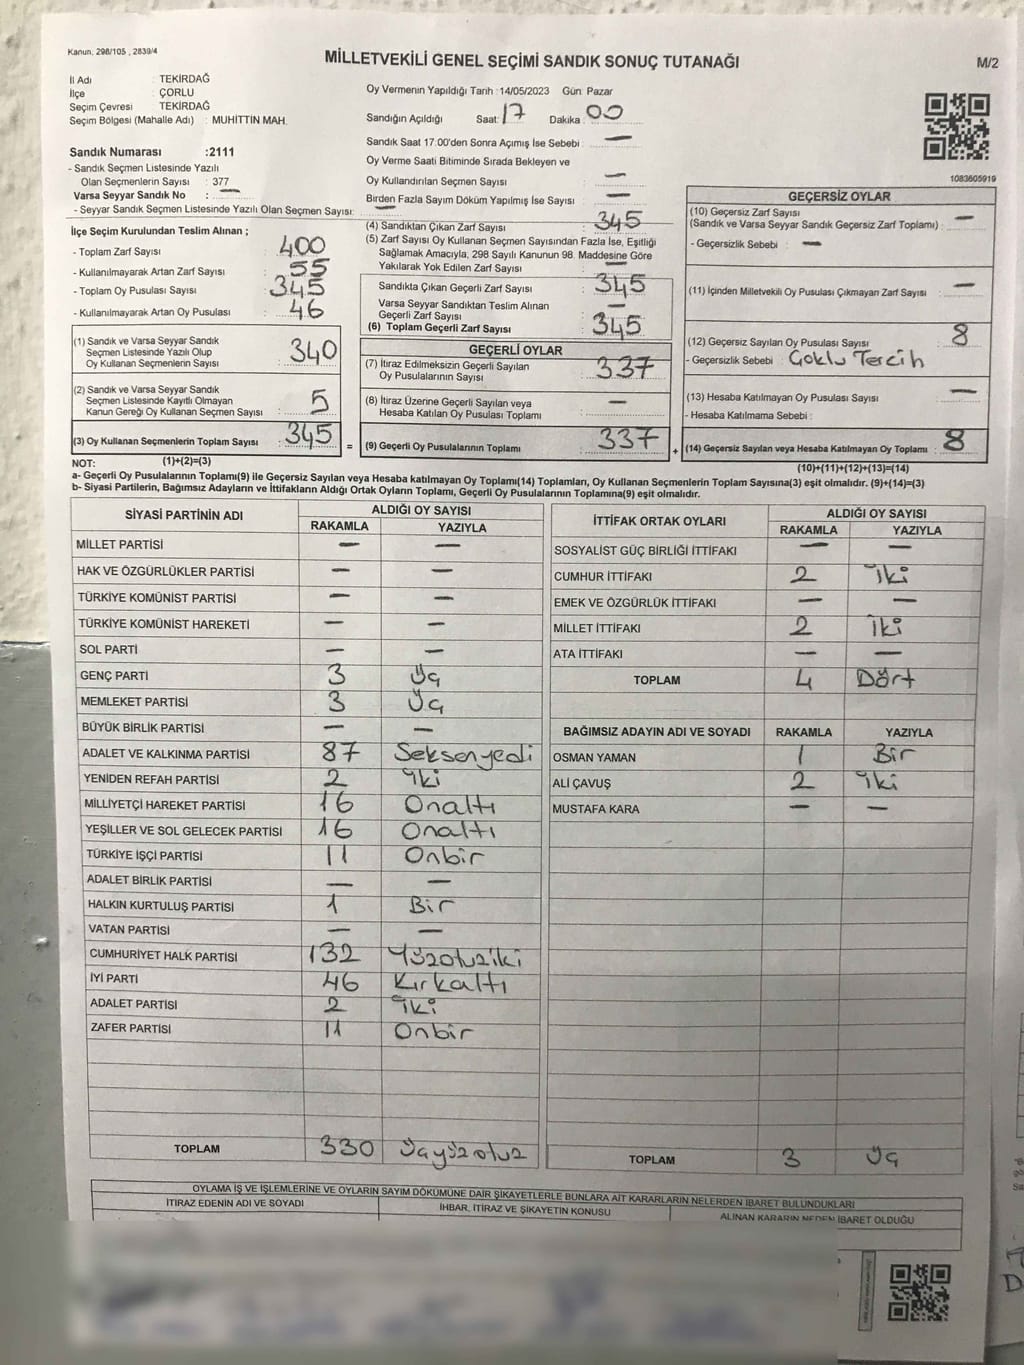 Kanun, 298/105 , 2839/4
MİLLETVEKİLİ GENEL SEÇİMİ SANDIK SONUÇ TUTANAĞI
M/2
İl Adı : TEKİRDAĞ
İlçe : ÇORLU
Seçim Çevresi : TEKİRDAĞ
Seçim Bölgesi (Mahalle Adı) : MUHİTTİN MAH.
Sandık Numarası :2111
- Sandık Seçmen Listesinde Yazılı
Olan Seçmenlerin Sayısı : 377
Varsa Seyyar Sandık No : —
- Seyyar Sandık Seçmen Listesinde Yazılı Olan Seçmen Sayısı: —
Oy Vermenin Yapıldığı Tarih :14/05/2023 Gün: Pazar
Sandığın Açıldığı Saat: 17 Dakika : 00
Sandık Saat 17.00'den Sonra Açımış İse Sebebi : —
Oy Verme Saati Bitiminde Sırada Bekleyen ve
Oy Kullandırılan Seçmen Sayısı : —
Birden Fazla Sayım Döküm Yapılmış İse Sayısı : —
1083605919
İlçe Seçim Kurulundan Teslim Alınan ;
- Toplam Zarf Sayısı : 400
- Kullanılmayarak Artan Zarf Sayısı : 55
- Toplam Oy Pusulası Sayısı : 345
- Kullanılmayarak Artan Oy Pusulası : 46
(1) Sandık ve Varsa Seyyar Sandık
Seçmen Listesinde Yazılı Olup
Oy Kullanan Seçmenlerin Sayısı : 340
(2) Sandık ve Varsa Seyyar Sandık
Seçmen Listesinde Kayıtlı Olmayan
Kanun Gereği Oy Kullanan Seçmen Sayısı : 5
(3) Oy Kullanan Seçmenlerin Toplam Sayısı : 345
(1)+(2)=(3)
(4) Sandıktan Çıkan Zarf Sayısı : 345
(5) Zarf Sayısı Oy Kullanan Seçmen Sayısından Fazla İse, Eşitliği
Sağlamak Amacıyla, 298 Sayılı Kanunun 98. Maddesine Göre
Yakılarak Yok Edilen Zarf Sayısı : —
Sandıkta Çıkan Geçerli Zarf Sayısı : 345
Varsa Seyyar Sandıktan Teslim Alınan
Geçerli Zarf Sayısı : —
(6) Toplam Geçerli Zarf Sayısı : 345
GEÇERLİ OYLAR
(7) İtiraz Edilmeksizin Geçerli Sayılan
Oy Pusulalarının Sayısı : 337
(8) İtiraz Üzerine Geçerli Sayılan veya
Hesaba Katılan Oy Pusulası Toplamı : —
= (9) Geçerli Oy Pusulalarının Toplamı : 337 +
GEÇERSİZ OYLAR
(10) Geçersiz Zarf Sayısı
(Sandık ve Varsa Seyyar Sandık Geçersiz Zarf Toplamı) : —
- Geçersizlik Sebebi : —
(11) İçinden Milletvekili Oy Pusulası Çıkmayan Zarf Sayısı : —
(12) Geçersiz Sayılan Oy Pusulası Sayısı : 8
- Geçersizlik Sebebi : Çoklu Tercih
(13) Hesaba Katılmayan Oy Pusulası Sayısı : —
- Hesaba Katılmama Sebebi :
(14) Geçersiz Sayılan veya Hesaba Katılmayan Oy Toplamı : 8
(10)+(11)+(12)+(13)=(14)
NOT:
a- Geçerli Oy Pusulalarının Toplamı(9) ile Geçersiz Sayılan veya Hesaba katılmayan Oy Toplamı(14) Toplamları, Oy Kullanan Seçmenlerin Toplam Sayısına(3) eşit olmalıdır. (9)+(14)=(3)
b- Siyasi Partilerin, Bağımsız Adayların ve İttifakların Aldığı Ortak Oyların Toplamı, Geçerli Oy Pusulalarının Toplamına(9) eşit olmalıdır.
SİYASİ PARTİNİN ADI ALDIĞI OY SAYISI
RAKAMLA YAZIYLA
MİLLET PARTİSİ — —
HAK VE ÖZGÜRLÜKLER PARTİSİ — —
TÜRKİYE KOMÜNİST PARTİSİ — —
TÜRKİYE KOMÜNİST HAREKETİ — —
SOL PARTİ — —
GENÇ PARTİ 3 Üç
MEMLEKET PARTİSİ 3 Üç
BÜYÜK BİRLİK PARTİSİ — —
ADALET VE KALKINMA PARTİSİ 87 Seksenyedi
YENİDEN REFAH PARTİSİ 2 İki
MİLLİYETÇİ HAREKET PARTİSİ 16 Onaltı
YEŞİLLER VE SOL GELECEK PARTİSİ 16 Onaltı
TÜRKİYE İŞÇİ PARTİSİ 11 Onbir
ADALET BİRLİK PARTİSİ — —
HALKIN KURTULUŞ PARTİSİ 1 Bir
VATAN PARTİSİ — —
CUMHURİYET HALK PARTİSİ 132 Yüzotuziki
İYİ PARTİ 46 Kırkaltı
ADALET PARTİSİ 2 İki
ZAFER PARTİSİ 11 Onbir
TOPLAM 330 Üçyüzotuz
İTTİFAK ORTAK OYLARI ALDIĞI OY SAYISI
RAKAMLA YAZIYLA
SOSYALİST GÜÇ BİRLİĞİ İTTİFAKI — —
CUMHUR İTTİFAKI 2 İki
EMEK VE ÖZGÜRLÜK İTTİFAKI — —
MİLLET İTTİFAKI 2 İki
ATA İTTİFAKI — —
TOPLAM 4 Dört
BAĞIMSIZ ADAYIN ADI VE SOYADI RAKAMLA YAZIYLA
OSMAN YAMAN 1 Bir
ALİ ÇAVUŞ 2 İki
MUSTAFA KARA — —
TOPLAM 3 Üç
OYLAMA İŞ VE İŞLEMLERİNE VE OYLARIN SAYIM DÖKÜMÜNE DAİR ŞİKAYETLERLE BUNLARA AİT KARARLARIN NELERDEN İBARET BULUNDUKLARI
İTİRAZ EDENİN ADI VE SOYADI İHBAR, İTİRAZ VE ŞİKAYETİN KONUSU ALINAN KARARIN NEDEN İBARET OLDUĞU